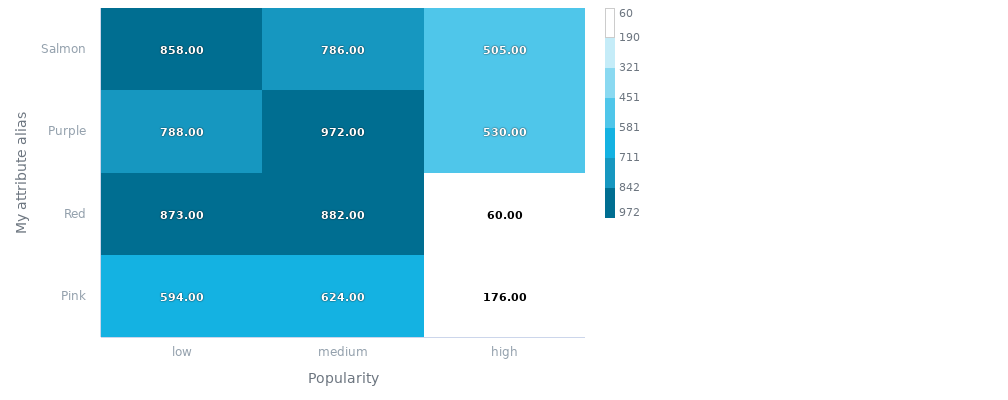 My attribute alias
Salmon 858.00 786.00 505.00
Purple 788.00 972.00 530.00
Red 873.00 882.00 60.00
Pink 594.00 624.00 176.00
low medium high
Popularity
60
190
321
451
581
711
842
972